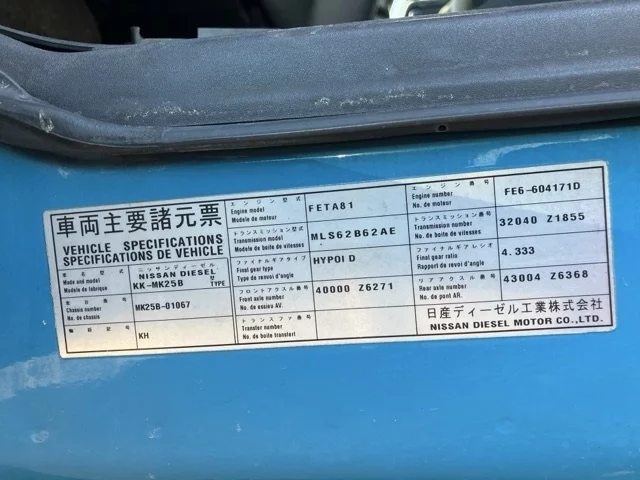 車両主要諸元票
VEHICLE SPECIFICATIONS
SPECIFICATIONS DE VEHICLE
車名型式
Made and model
Modele de fabrique
ニッサンディーゼル
NISSAN DIESEL 型
KK-MK25B TYPE
車台番号
Chassis number
No. de chassis
MK25B-01067
KH
エンジン型式
Engine model
Modele de moteur
FETA81
エンジン番号
Engine number
No. de moteur
FE6-604171D
トランスミッション型式
Transmission model
Modele de boite de vitesses
MLS62B62AE
トランスミッション番号
Transmission number
No. de boite de vitesses
32040 Z1855
ファイナルギアタイプ
Final gear type
Type de revoi d'angle
HYPOID
ファイナルギアレシオ
Final gear ratio
Rapport de revoi d'angle
4.333
フロントアクスル番号
Front axle number
No. de essieu AV.
40000 Z6271
リアアクスル番号
Rear axle number
No. de pont AR.
43004 Z6368
トランスファ番号
Transfer number
No. de boite transfert
日産ディーゼル工業株式会社
NISSAN DIESEL MOTOR CO.,LTD.